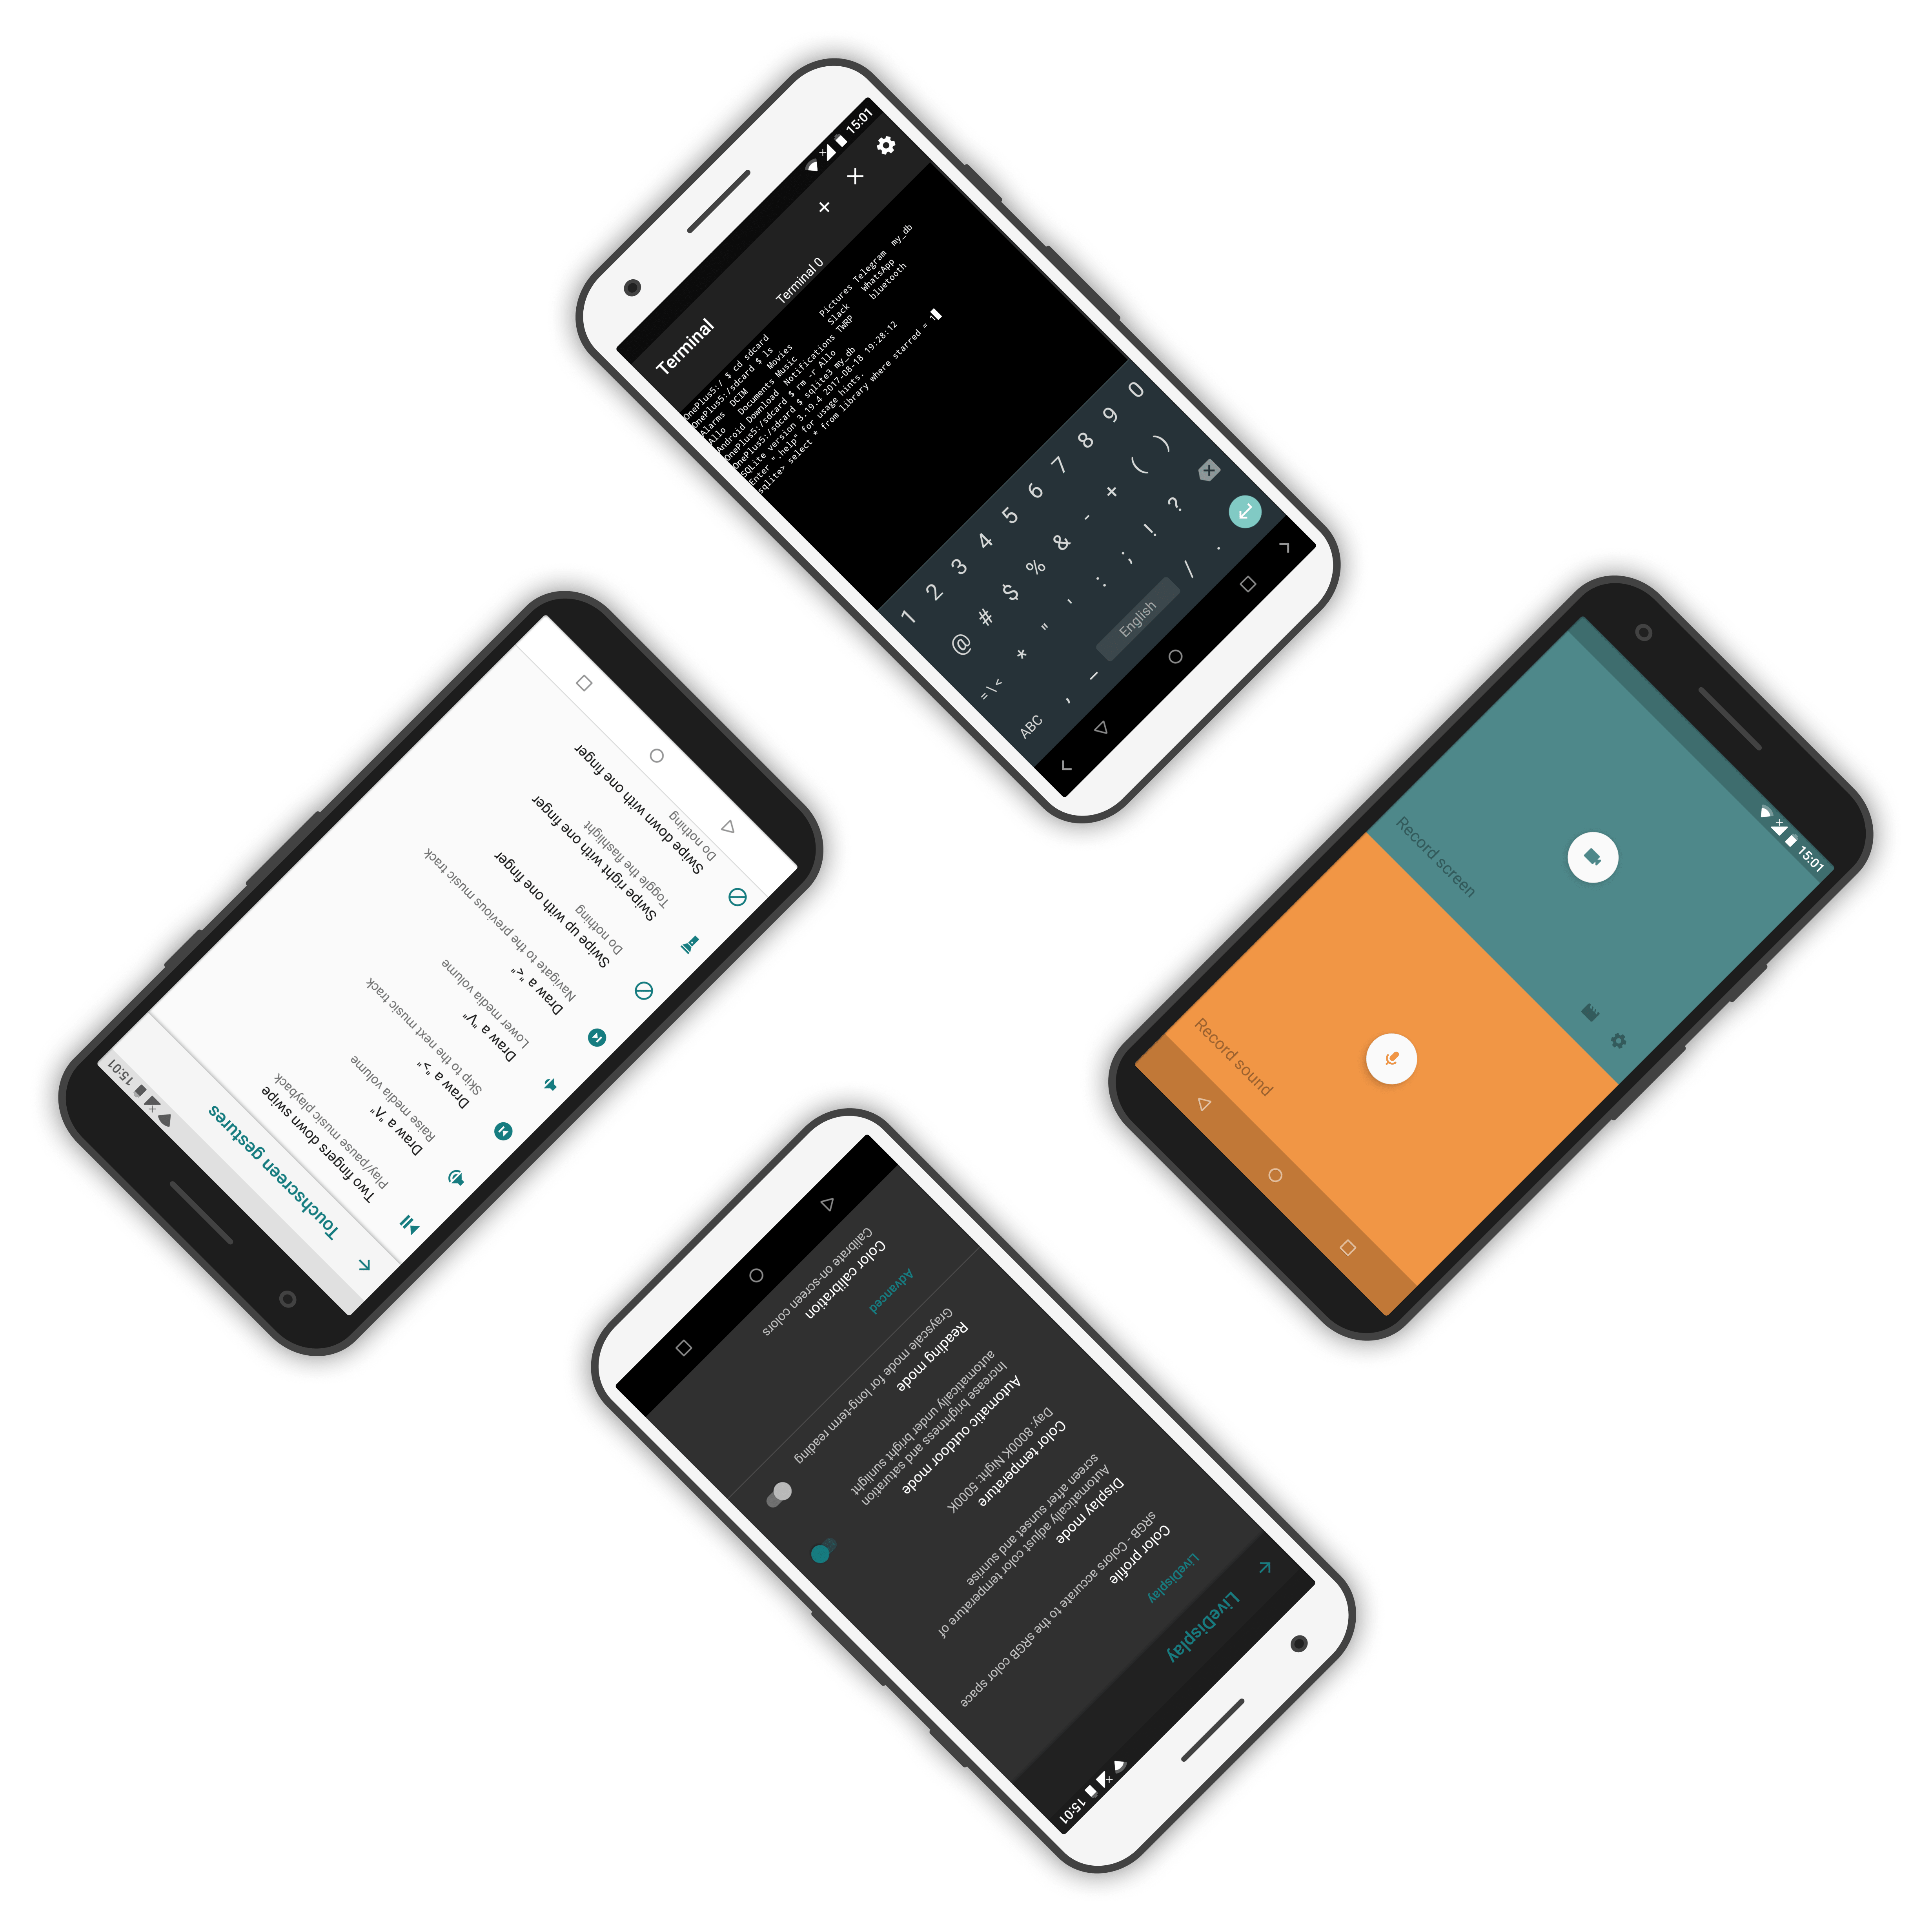 15:01
Terminal
Terminal 0
OnePlus5:/ $ cd sdcard
OnePlus5:/sdcard $ ls
Alarms DCIM Movies Pictures Telegram my_db
Allo Documents Music Slack WhatsApp
Android Download Notifications TWRP bluetooth
OnePlus5:/sdcard $ rm -r Allo
OnePlus5:/sdcard $ sqlite3 my_db
SQLite version 3.19.4 2017-08-18 19:28:12
Enter ".help" for usage hints.
sqlite> select * from library where starred = 1
1 2 3 4 5 6 7 8 9 0
@ # $ % & - + ( )
=\< * " ' : ; ! ?
ABC , _ English / .
15:01
Touchscreen gestures
Two fingers down swipe
Play/pause music playback
Draw a "Λ"
Raise media volume
Draw a ">"
Skip to the next music track
Draw a "V"
Lower media volume
Draw a "<"
Navigate to the previous music track
Swipe up with one finger
Do nothing
Swipe right with one finger
Toggle the flashlight
Swipe down with one finger
Do nothing
15:01
Record screen
Record sound
15:01
LiveDisplay
LiveDisplay
Color profile
sRGB - Colors accurate to the sRGB color space
Display mode
Automatically adjust color temperature of
screen after sunset and sunrise
Color temperature
Day: 8000K Night: 5000K
Automatic outdoor mode
Increase brightness and saturation
automatically under bright sunlight
Reading mode
Grayscale mode for long-term reading
Advanced
Color calibration
Calibrate on-screen colors